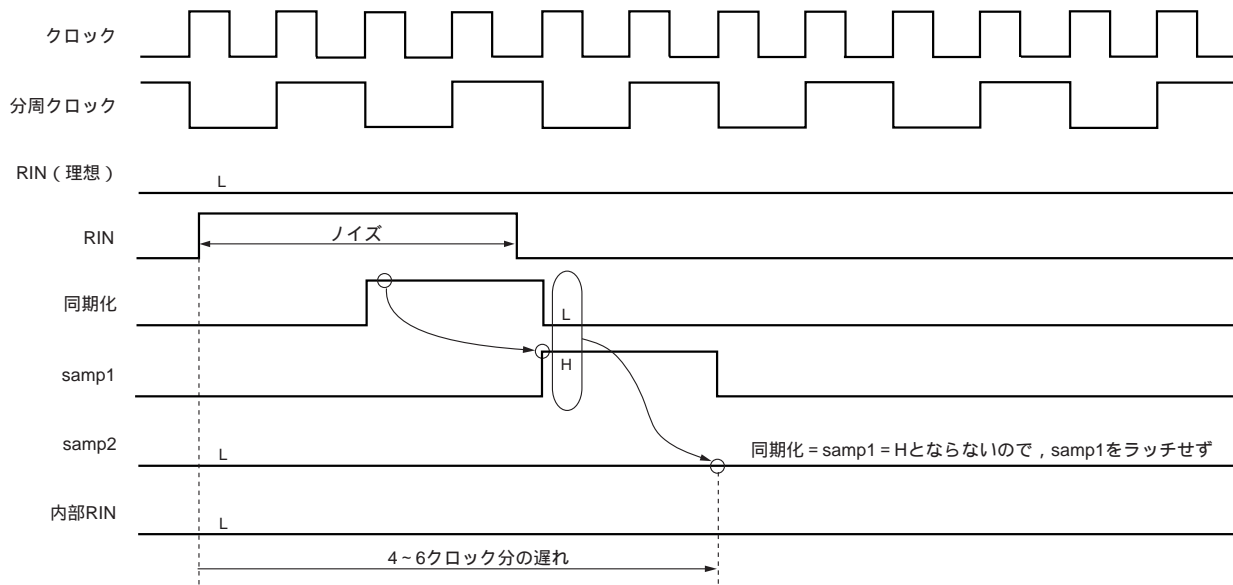 クロック
分周クロック
RIN(理想)
L
RIN
ノイズ
同期化
L
samp1
H
samp2
L
同期化=samp1=Hとならないので,samp1をラッチせず
内部RIN
L
4~6クロック分の遅れ